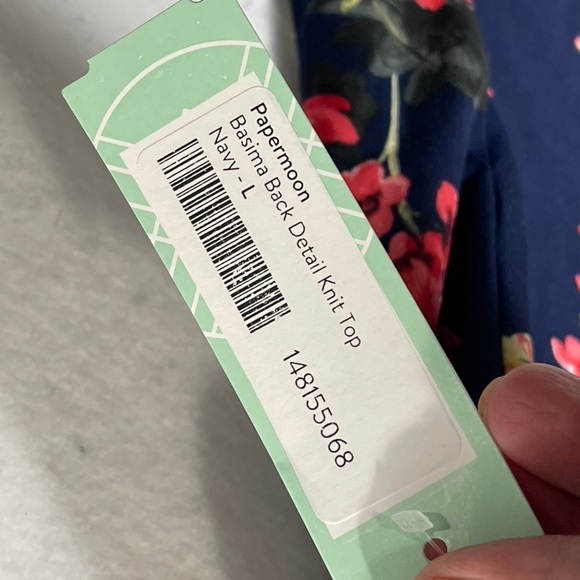 Papermoon
Basima Back Detail Knit Top
Navy - L
148155068